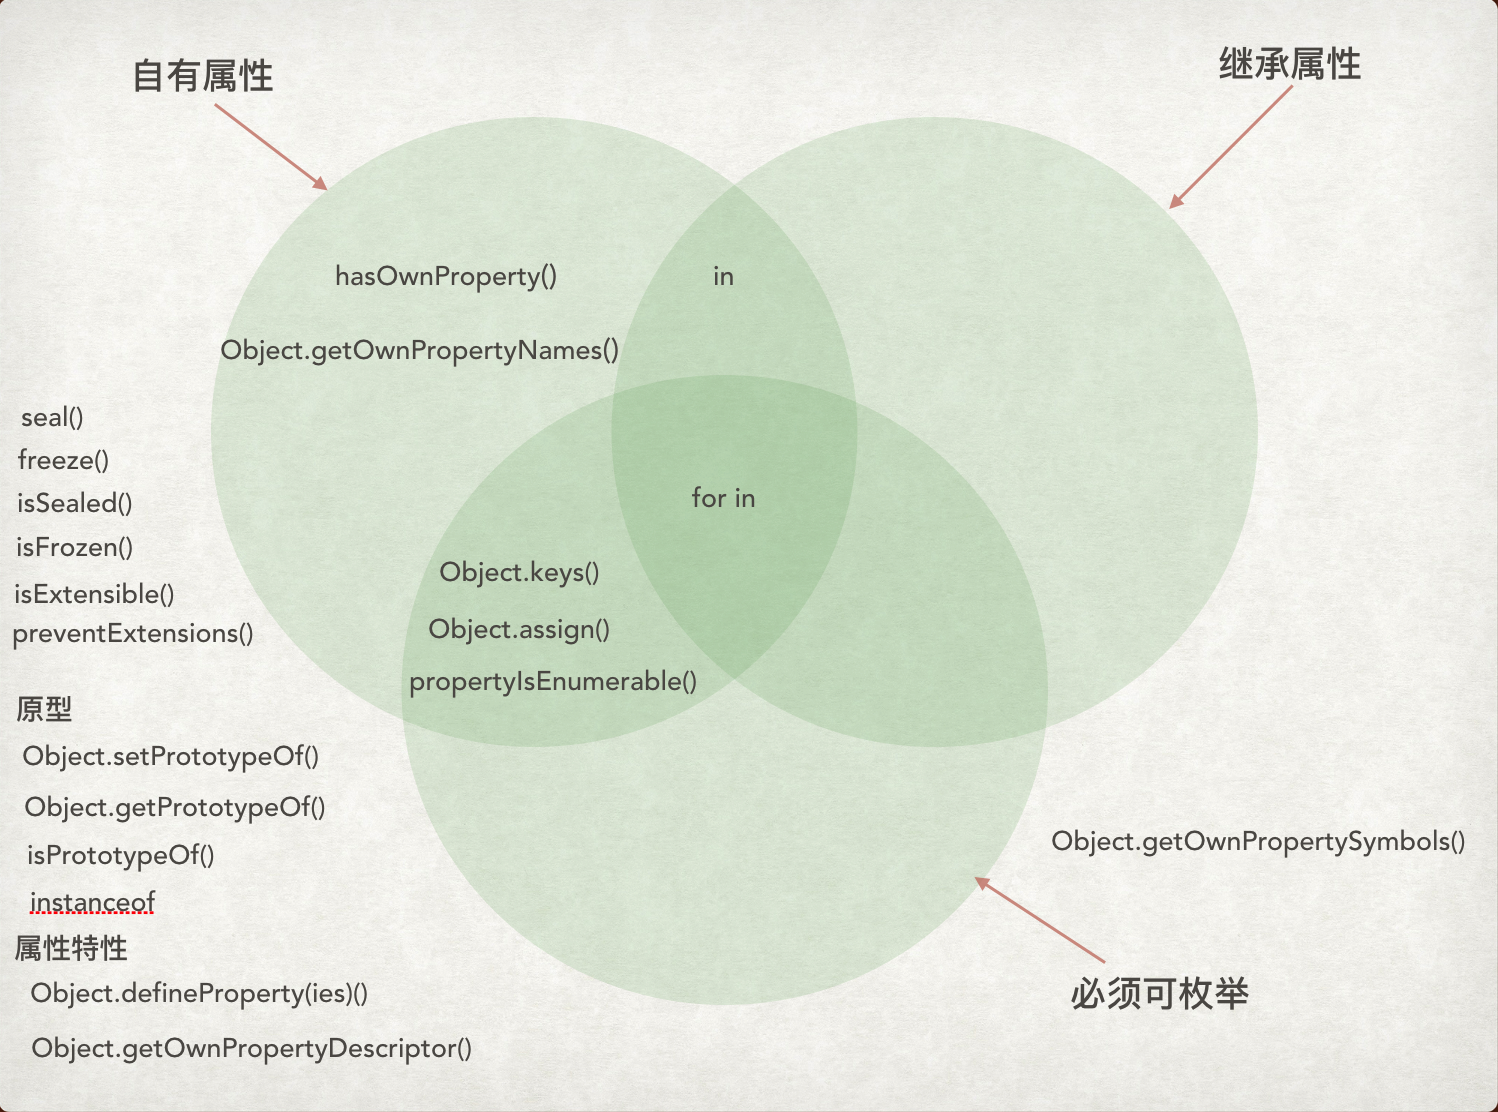 自有属性
继承属性
hasOwnProperty()
in
Object.getOwnPropertyNames()
seal()
freeze()
isSealed()
isFrozen()
isExtensible()
preventExtensions()
for in
Object.keys()
Object.assign()
propertyIsEnumerable()
原型
Object.setPrototypeOf()
Object.getPrototypeOf()
isPrototypeOf()
instanceof
属性特性
Object.defineProperty(ies)()
Object.getOwnPropertyDescriptor()
Object.getOwnPropertySymbols()
必须可枚举